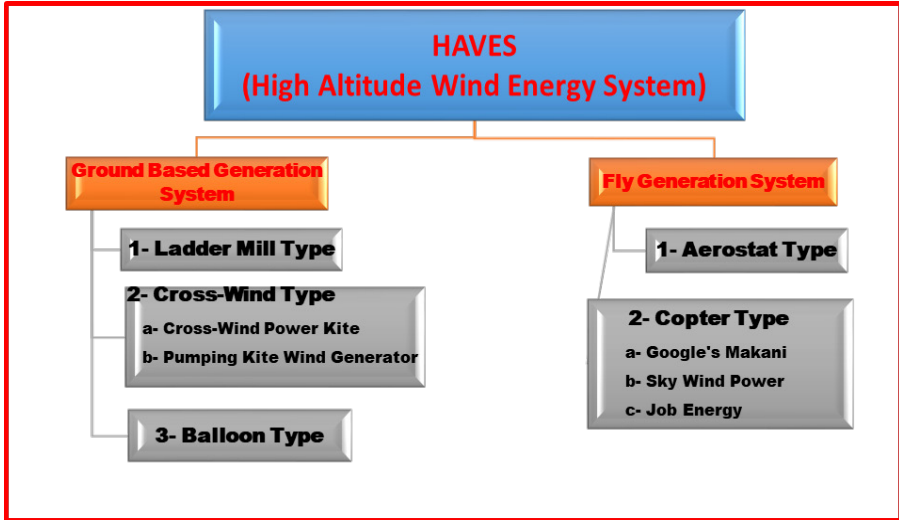 HAVES
(High Altitude Wind Energy System)
Ground Based Generation
System
1- Ladder Mill Type
2- Cross-Wind Type
a- Cross-Wind Power Kite
b- Pumping Kite Wind Generator
3- Balloon Type
Fly Generation System
1- Aerostat Type
2- Copter Type
a- Google's Makani
b- Sky Wind Power
c- Job Energy